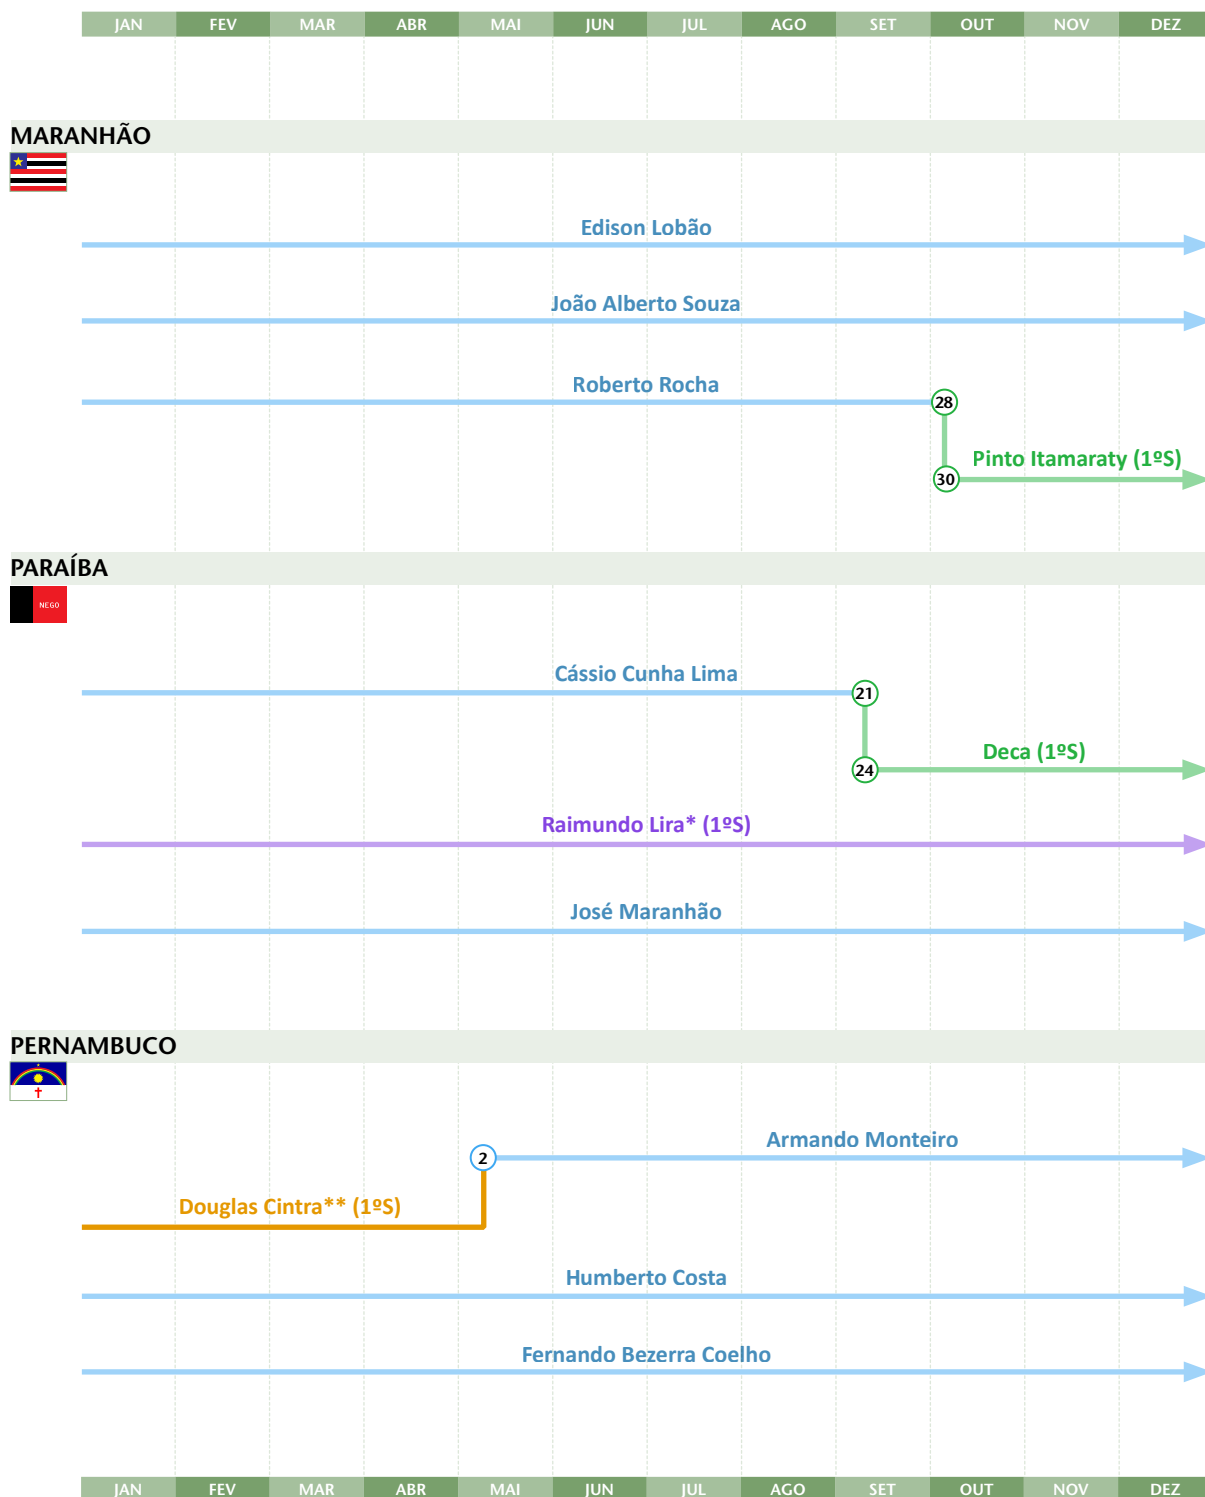 JAN FEV MAR ABR MAI JUN JUL AGO SET OUT NOV DEZ
MARANHÃO
Edison Lobão
João Alberto Souza
Roberto Rocha
28
Pinto Itamaraty (1ºS)
30
PARAÍBA
NEGO
Cássio Cunha Lima
21
Deca (1ºS)
24
Raimundo Lira* (1ºS)
José Maranhão
PERNAMBUCO
Armando Monteiro
2
Douglas Cintra** (1ºS)
Humberto Costa
Fernando Bezerra Coelho
JAN FEV MAR ABR MAI JUN JUL AGO SET OUT NOV DEZ